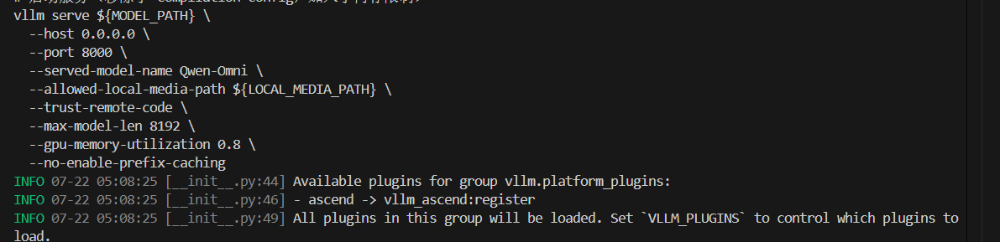 vllm serve ${MODEL_PATH} \
--host 0.0.0.0 \
--port 8000 \
--served-model-name Qwen-Omni \
--allowed-local-media-path ${LOCAL_MEDIA_PATH} \
--trust-remote-code \
--max-model-len 8192 \
--gpu-memory-utilization 0.8 \
--no-enable-prefix-caching
INFO 07-22 05:08:25 [__init__.py:44] Available plugins for group vllm.platform_plugins:
INFO 07-22 05:08:25 [__init__.py:46] - ascend -> vllm_ascend:register
INFO 07-22 05:08:25 [__init__.py:49] All plugins in this group will be loaded. Set `VLLM_PLUGINS` to control which plugins to
load.